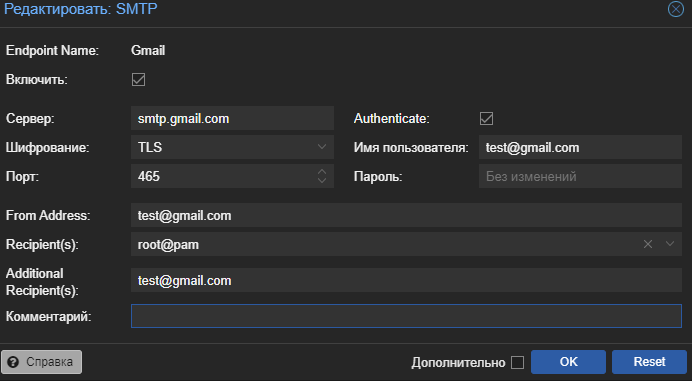 Редактировать: SMTP
Endpoint Name: Gmail
Включить:
Сервер: smtp.gmail.com Authenticate:
Шифрование: TLS Имя пользователя: test@gmail.com
Порт: 465 Пароль: Без изменений
From Address: test@gmail.com
Recipient(s): root@pam
Additional
Recipient(s): test@gmail.com
Комментарий:
Справка Дополнительно OK Reset